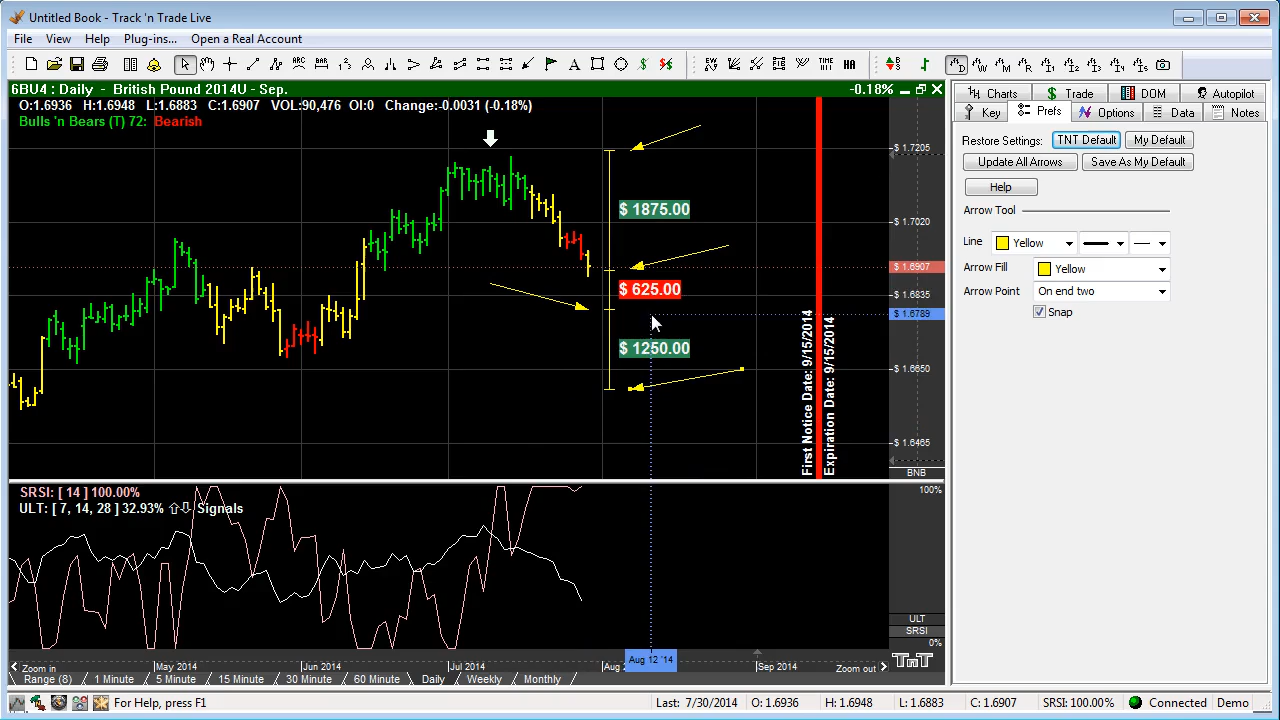 Untitled Book - Track 'n Trade Live
File View Help Plug-ins... Open a Real Account
6BU4 : Daily - British Pound 2014U - Sep. -0.18%
O:1.6936 H:1.6948 L:1.6883 C:1.6907 VOL:90,476 OI:0 Change:-0.0031 (-0.18%)
Bulls 'n Bears (T) 72: Bearish
$ 1.7205
$ 1875.00
$ 1.7020
$ 1.6907
$ 625.00
$ 1.6835
$ 1.6789
$ 1250.00
$ 1.6650
$ 1.6465
First Notice Date: 9/15/2014
Expiration Date: 9/15/2014
BNB
SRSI: [ 14 ] 100.00%
100%
ULT: [ 7, 14, 28 ] 32.93% Signals
ULT
SRSI
0%
Zoom in May 2014 Jun 2014 Jul 2014 Aug Aug 12 '14 Sep 2014 Zoom out
TNT
Range (8) 1 Minute 5 Minute 15 Minute 30 Minute 60 Minute Daily Weekly Monthly
Charts Trade DOM Autopilot
Key Prefs Options Data Notes
Restore Settings: TNT Default My Default
Update All Arrows Save As My Default
Help
Arrow Tool
Line Yellow
Arrow Fill Yellow
Arrow Point On end two
Snap
For Help, press F1 Last: 7/30/2014 O: 1.6936 H: 1.6948 L: 1.6883 C: 1.6907 SRSI: 100.00% Connected Demo